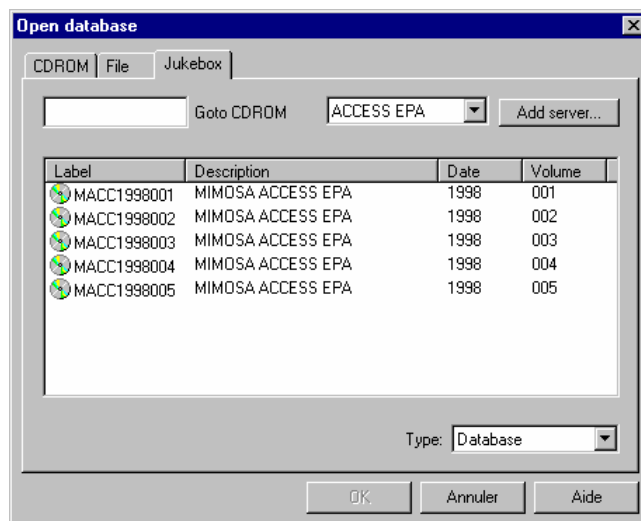 Open database
CDROM File Jukebox
Goto CDROM ACCESS EPA Add server...
Label Description Date Volume
MACC1998001 MIMOSA ACCESS EPA 1998 001
MACC1998002 MIMOSA ACCESS EPA 1998 002
MACC1998003 MIMOSA ACCESS EPA 1998 003
MACC1998004 MIMOSA ACCESS EPA 1998 004
MACC1998005 MIMOSA ACCESS EPA 1998 005
Type: Database
OK Annuler Aide